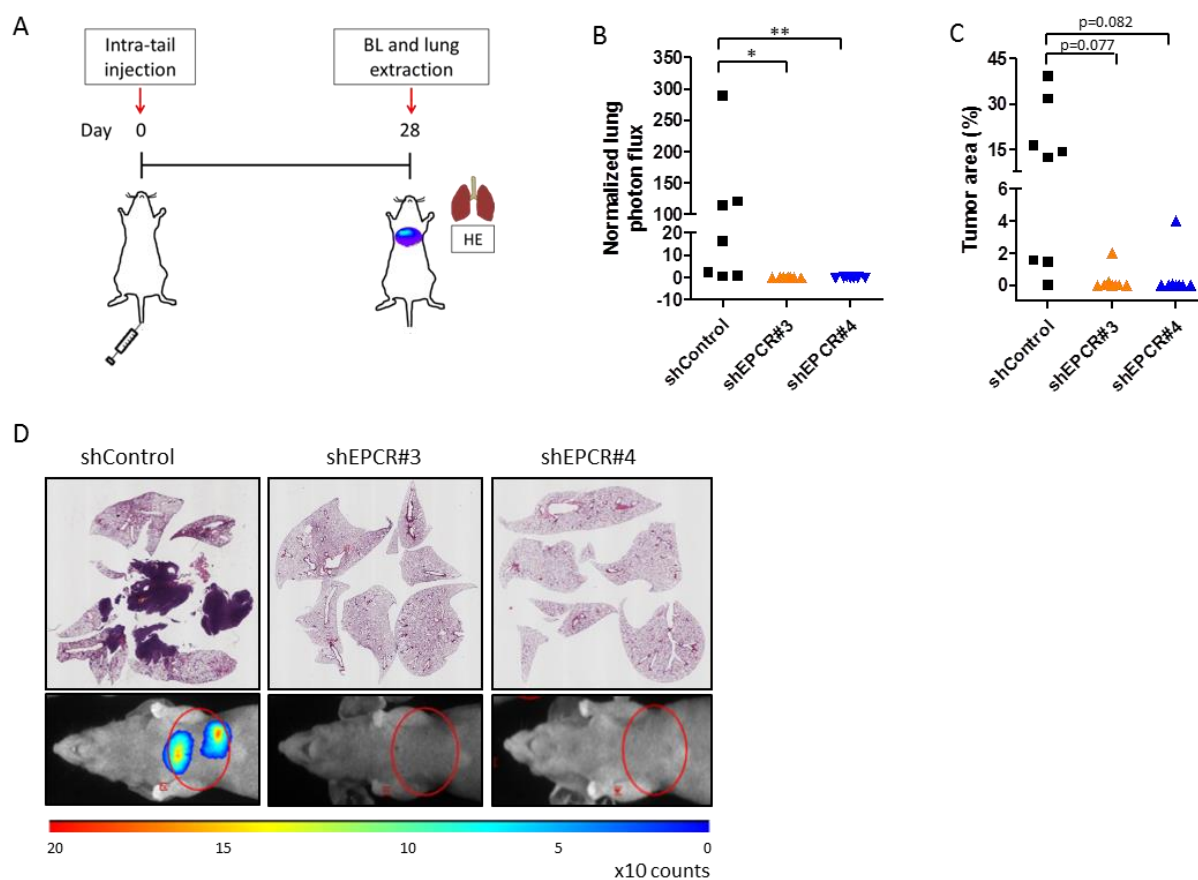 A
Intra-tail
injection
BL and lung
extraction
Day 0 28
HE
B
**
*
Normalized lung
photon flux
350
300
250
200
150
100
20
10
0
-10
shControl
shEPCR#3
shEPCR#4
C
p=0.082
p=0.077
Tumor area (%)
45
30
15
6
4
2
0
shControl
shEPCR#3
shEPCR#4
D
shControl shEPCR#3 shEPCR#4
20 15 10 5 0
x10 counts